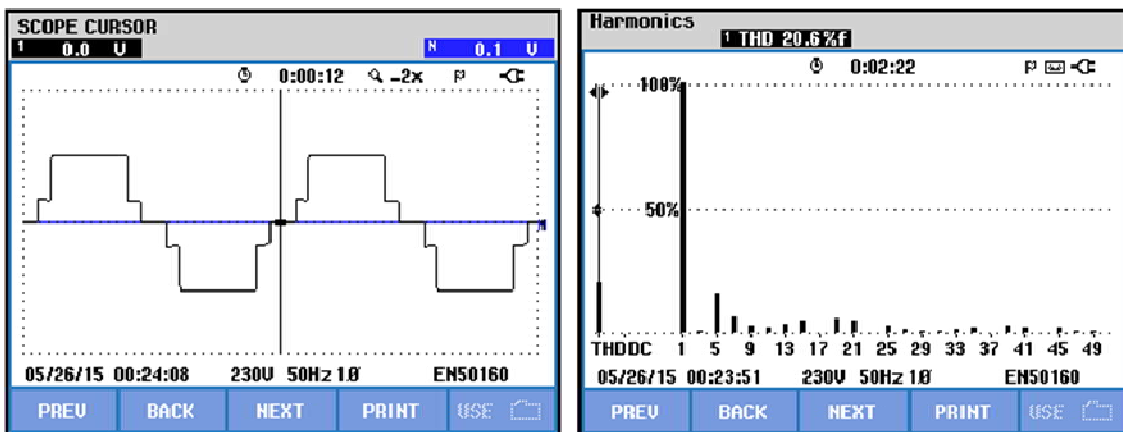 SCOPE CURSOR
1 0.0 V
N 0.1 V
0:00:12 -2x
N
05/26/15 00:24:08 230V 50Hz 1Ø EN50160
PREV BACK NEXT PRINT USE
Harmonics
1 THD 20.6%f
0:02:22
100%
50%
THDDC 1 5 9 13 17 21 25 29 33 37 41 45 49
05/26/15 00:23:51 230V 50Hz 1Ø EN50160
PREV BACK NEXT PRINT USE